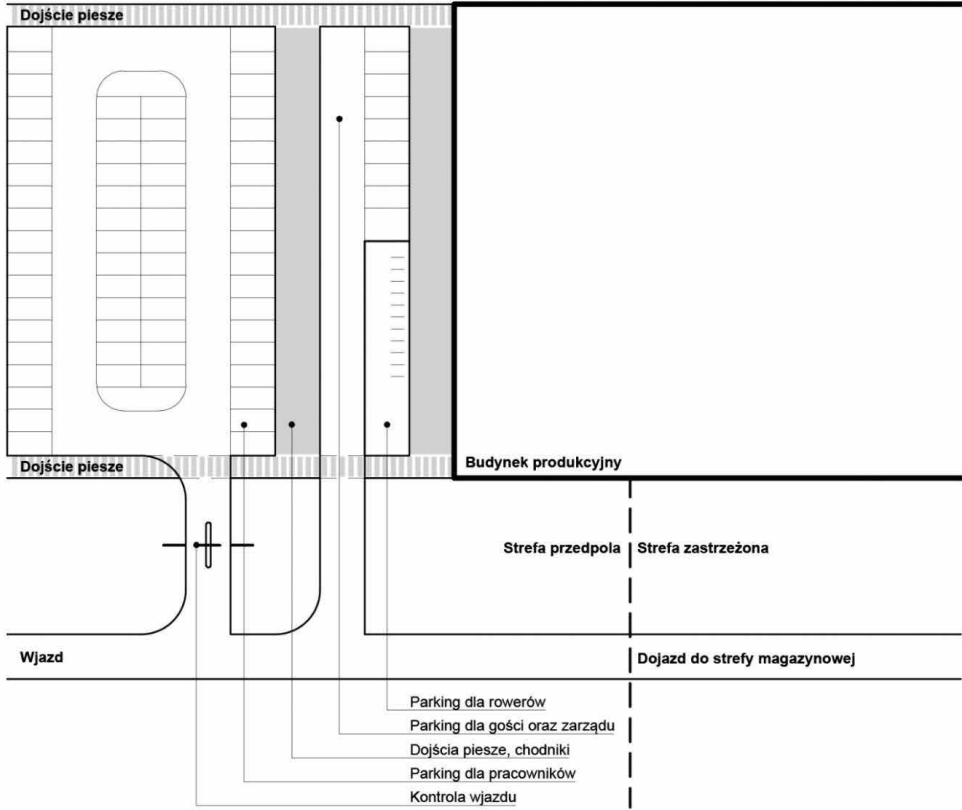 Dojście piesze
Dojście piesze
Budynek produkcyjny
Strefa przedpola
Strefa zastrzeżona
Wjazd
Dojazd do strefy magazynowej
Parking dla rowerów
Parking dla gości oraz zarządu
Dojścia piesze, chodniki
Parking dla pracowników
Kontrola wjazdu